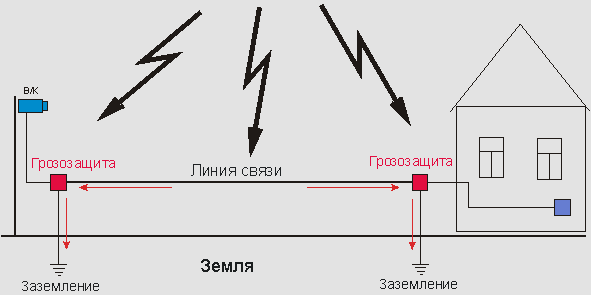 В/К
Грозозащита
Линия связи
Грозозащита
Земля
Заземление
Заземление